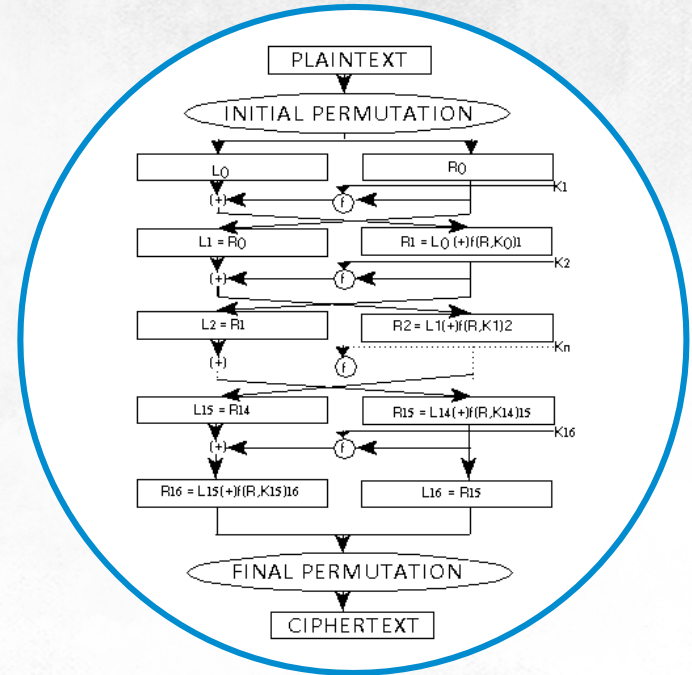 PLAINTEXT
INITIAL PERMUTATION
L0
R0
K1
(+)
f
L1 = R0
R1 = L0 (+)f(R,K0)1
K2
(+)
f
L2 = R1
R2 = L1(+)f(R,K1)2
Kn
(+)
f
L15 = R14
R15 = L14(+)f(R,K14)15
K16
(+)
f
R16 = L15(+)f(R,K15)16
L16 = R15
FINAL PERMUTATION
CIPHERTEXT